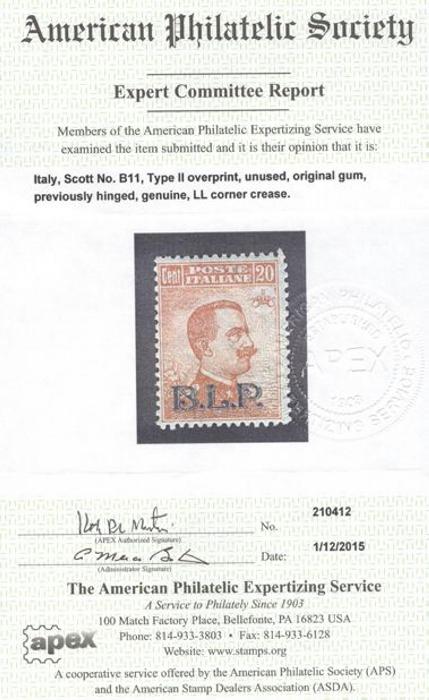 American Philatelic Society
Expert Committee Report
Members of the American Philatelic Expertizing Service have
examined the item submitted and it is their opinion that it is:
Italy, Scott No. B11, Type II overprint, unused, original gum,
previously hinged, genuine, LL corner crease.
Cent POSTE ITALIANE 20
B.L.P.
APEX
1903
(APEX Authorized Signature)
No. 210412
(Administrator Signature)
Date: 1/12/2015
The American Philatelic Expertizing Service
A Service to Philately Since 1903
100 Match Factory Place, Bellefonte, PA 16823 USA
Phone: 814-933-3803 • Fax: 814-933-6128
Website: www.stamps.org
apex
A cooperative service offered by the American Philatelic Society (APS)
and the American Stamp Dealers Association (ASDA).